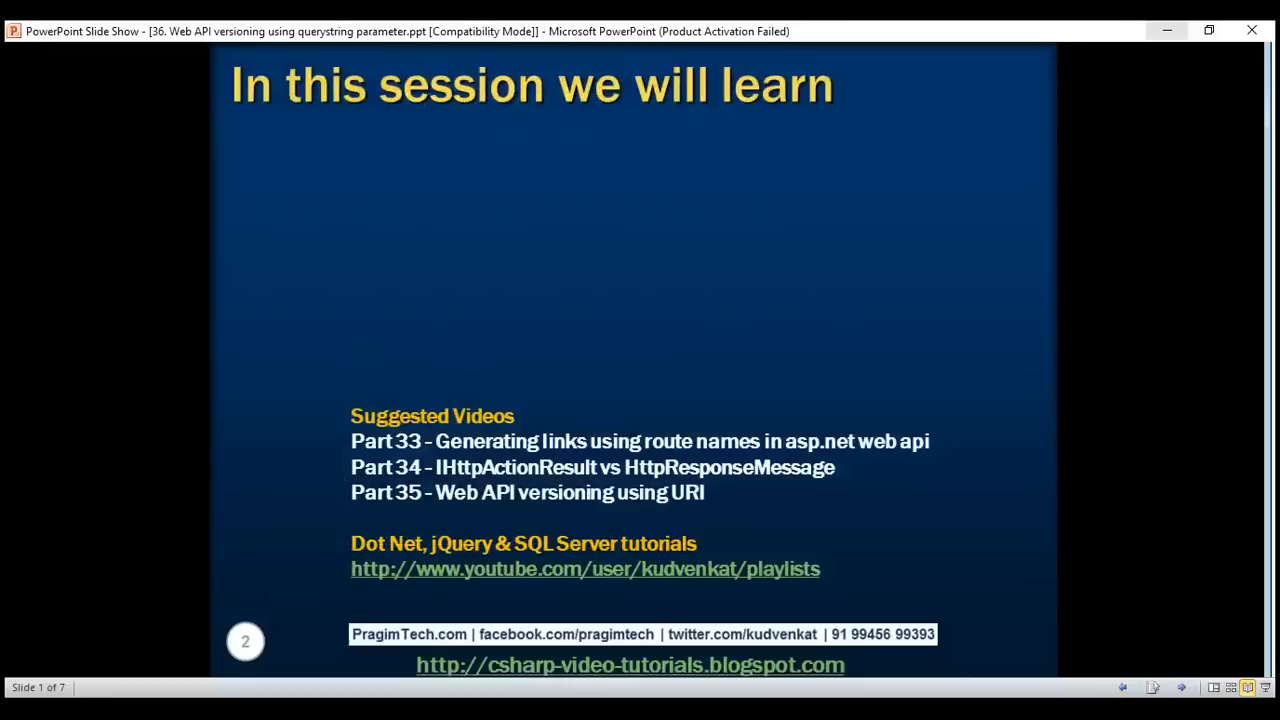 PowerPoint Slide Show - [36. Web API versioning using querystring parameter.ppt [Compatibility Mode]] - Microsoft PowerPoint (Product Activation Failed)
In this session we will learn
Suggested Videos
Part 33 - Generating links using route names in asp.net web api
Part 34 - IHttpActionResult vs HttpResponseMessage
Part 35 - Web API versioning using URI
Dot Net, jQuery & SQL Server tutorials
http://www.youtube.com/user/kudvenkat/playlists
2
PragimTech.com | facebook.com/pragimtech | twitter.com/kudvenkat | 91 99456 99393
http://csharp-video-tutorials.blogspot.com
Slide 1 of 7